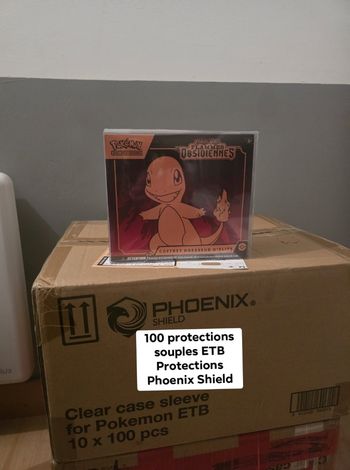 Pokémon
FLAMMES
OBSIDIENNES
COFFRET DRESSEUR D'ÉLITE
PHOENIX®
SHIELD
100 protections
souples ETB
Protections
Phoenix Shield
Clear case sleeve
for Pokemon ETB
10 x 100 pcs